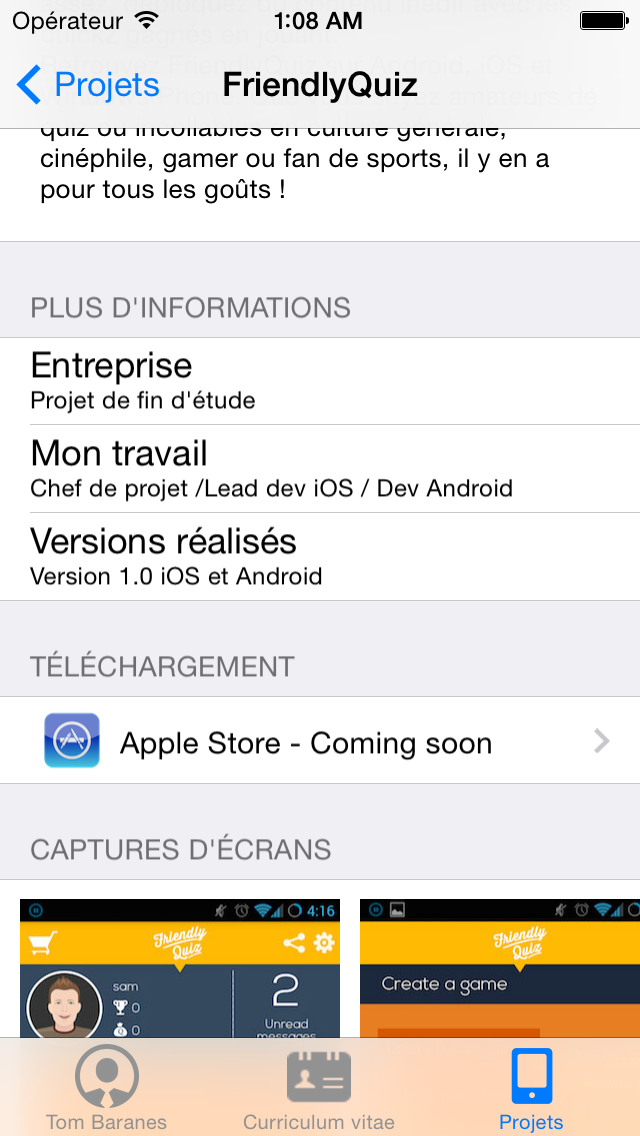 Opérateur 1:08 AM
Projets FriendlyQuiz
quiz ou incollables en culture générale,
cinéphile, gamer ou fan de sports, il y en a
pour tous les goûts !
PLUS D'INFORMATIONS
Entreprise
Projet de fin d'étude
Mon travail
Chef de projet /Lead dev iOS / Dev Android
Versions réalisés
Version 1.0 iOS et Android
TÉLÉCHARGEMENT
Apple Store - Coming soon
CAPTURES D'ÉCRANS
4:16
Friendly
Quiz
Friendly
Quiz
sam
0
0
2
Unread
messages
Create a game
Tom Baranes Curriculum vitae Projets